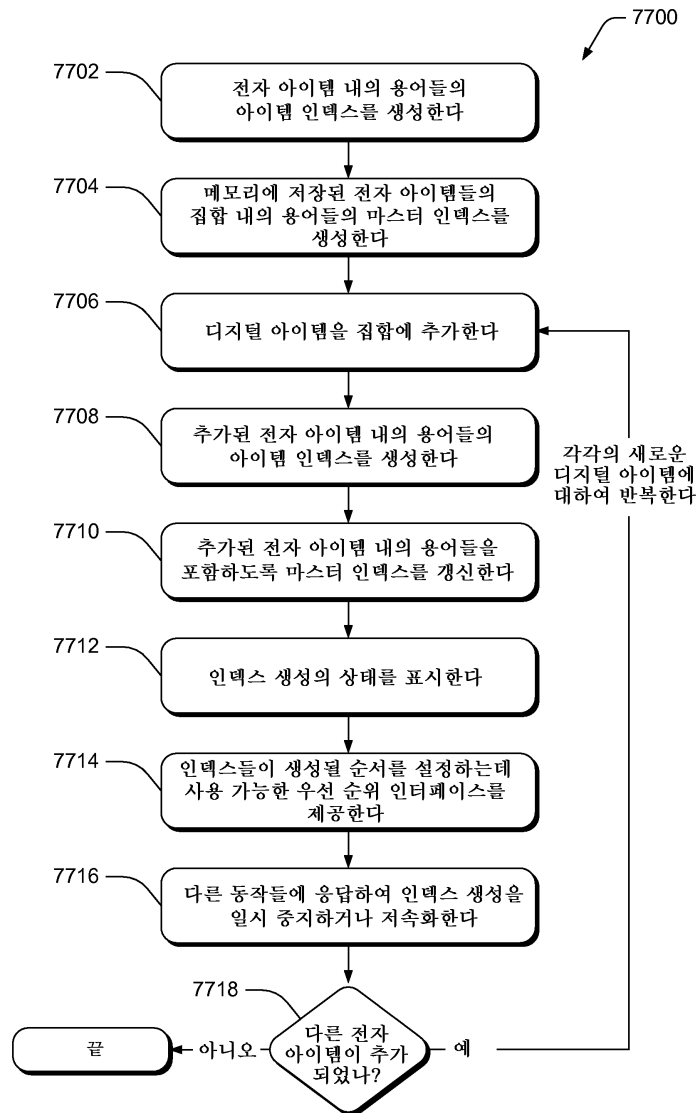 7700
7702
전자 아이템 내의 용어들의
아이템 인덱스를 생성한다
7704
메모리에 저장된 전자 아이템들의
집합 내의 용어들의 마스터 인덱스를
생성한다
7706
디지털 아이템을 집합에 추가한다
7708
추가된 전자 아이템 내의 용어들의
아이템 인덱스를 생성한다
각각의 새로운
디지털 아이템에
대하여 반복한다
7710
추가된 전자 아이템 내의 용어들을
포함하도록 마스터 인덱스를 갱신한다
7712
인덱스 생성의 상태를 표시한다
7714
인덱스들이 생성될 순서를 설정하는데
사용 가능한 우선 순위 인터페이스를
제공한다
7716
다른 동작들에 응답하여 인덱스 생성을
일시 중지하거나 저속화한다
7718
다른 전자
아이템이 추가
되었나?
끝
아니오
예